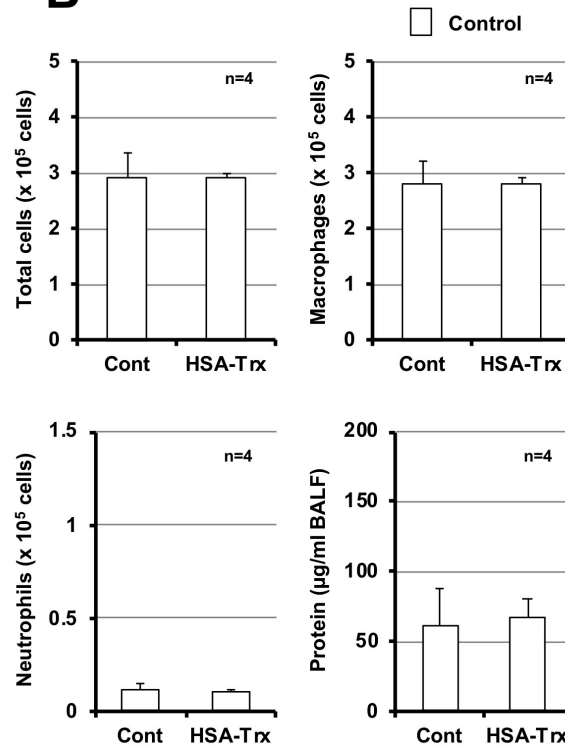 B
Control
Total cells (x 10⁵ cells)
5
4
3
2
1
0
n=4
Cont HSA-Trx
Macrophages (x 10⁵ cells)
5
4
3
2
1
0
n=4
Cont HSA-Trx
Neutrophils (x 10⁵ cells)
1.5
1
0.5
0
n=4
Cont HSA-Trx
Protein (µg/ml BALF)
200
150
100
50
0
n=4
Cont HSA-Trx